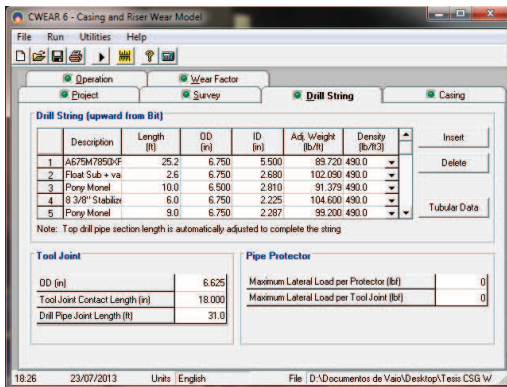 CWEAR 6 - Casing and Riser Wear Model
File Run Utilities Help
Operation Wear Factor
Project Survey Drill String Casing
Drill String (upward from Bit)
Description Length (ft) OD (in) ID (in) Adj. Weight (lb/ft) Density (lb/ft3)
1 A675M7850XF 25.2 6.750 5.500 89.720 490.0
2 Float Sub + va 2.6 6.750 2.680 102.090 490.0
3 Pony Monel 10.0 6.500 2.810 91.379 490.0
4 8 3/8" Stabilize 6.0 6.750 2.225 104.600 490.0
5 Pony Monel 9.0 6.750 2.287 99.200 490.0
Insert
Delete
Tubular Data
Note: Top drill pipe section length is automatically adjusted to complete the string
Tool Joint
OD (in) 6.625
Tool Joint Contact Length (in) 18.000
Drill Pipe Joint Length (ft) 31.0
Pipe Protector
Maximum Lateral Load per Protector (lbf) 0
Maximum Lateral Load per Tool Joint (lbf) 0
18:26 23/07/2013 Units English File D:\Documentos de Vaio\Desktop\Tesis CSG W